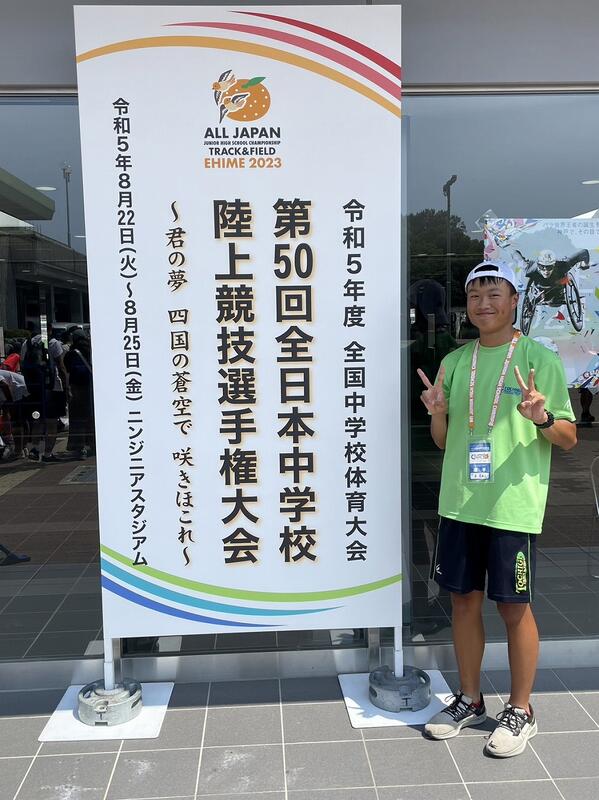 ALL JAPAN
JUNIOR HIGH SCHOOL CHAMPIONSHIP
TRACK&FIELD
EHIME 2023
令和5年度 全国中学校体育大会
第50回全日本中学校
陸上競技選手権大会
～君の夢 四国の蒼空で 咲きほこれ～
令和5年8月22日(火)～8月25日(金) ニンジニアスタジアム
TOCHIGI